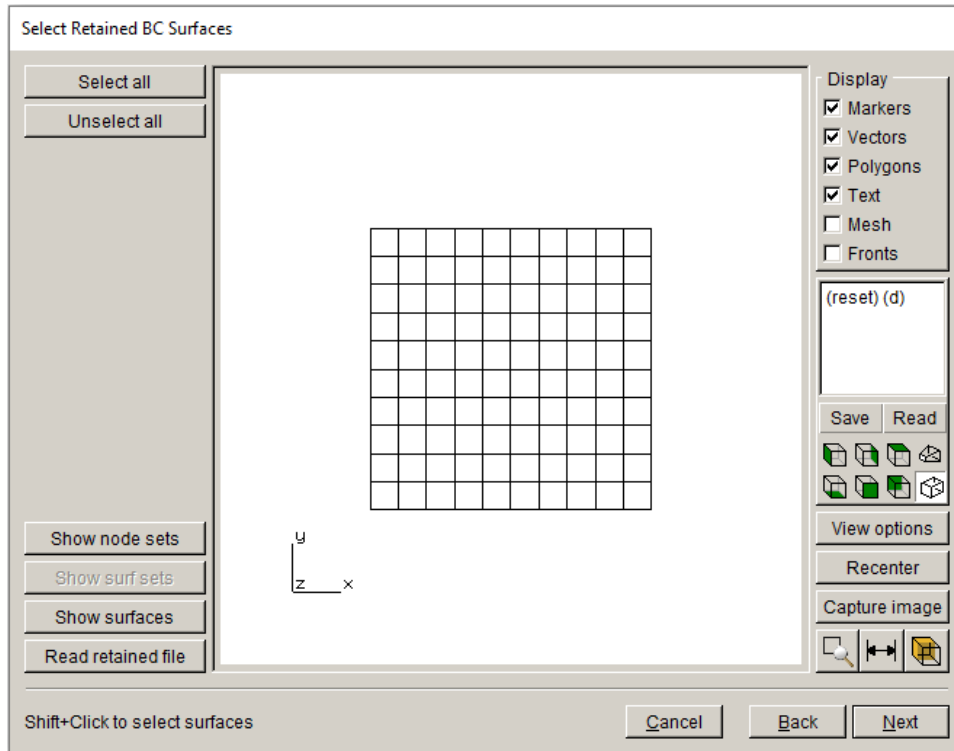 Select Retained BC Surfaces
Select all
Unselect all
Show node sets
Show surf sets
Show surfaces
Read retained file
y
z
x
Display
Markers
Vectors
Polygons
Text
Mesh
Fronts
(reset) (d)
Save Read
View options
Recenter
Capture image
Shift+Click to select surfaces
Cancel
Back
Next